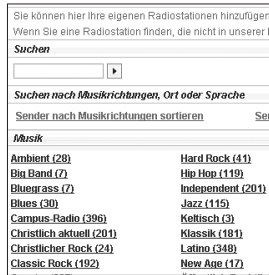 Sie können hier Ihre eigenen Radiostationen hinzufügen
Wenn Sie eine Radiostation finden, die nicht in unserer
Suchen
Suchen nach Musikrichtungen, Ort oder Sprache
Sender nach Musikrichtungen sortieren
Musik
Ambient (28) Hard Rock (41)
Big Band (7) Hip Hop (119)
Bluegrass (7) Independent (201)
Blues (30) Jazz (115)
Campus-Radio (396) Keltisch (3)
Christlich aktuell (201) Klassik (181)
Christlicher Rock (24) Latino (348)
Classic Rock (192) New Age (17)